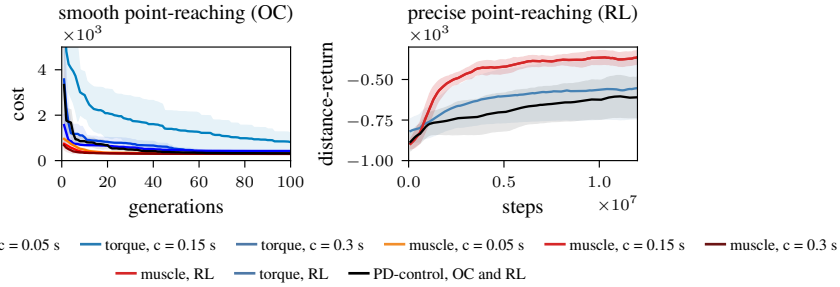 smooth point-reaching (OC)
×10³
4
2
0
cost
0 20 40 60 80 100
generations
precise point-reaching (RL)
×10³
−0.50
−0.75
−1.00
distance-return
0.0 0.5 1.0
×10⁷
steps
c = 0.05 s torque, c = 0.15 s torque, c = 0.3 s muscle, c = 0.05 s muscle, c = 0.15 s muscle, c = 0.3 s
muscle, RL torque, RL PD-control, OC and RL